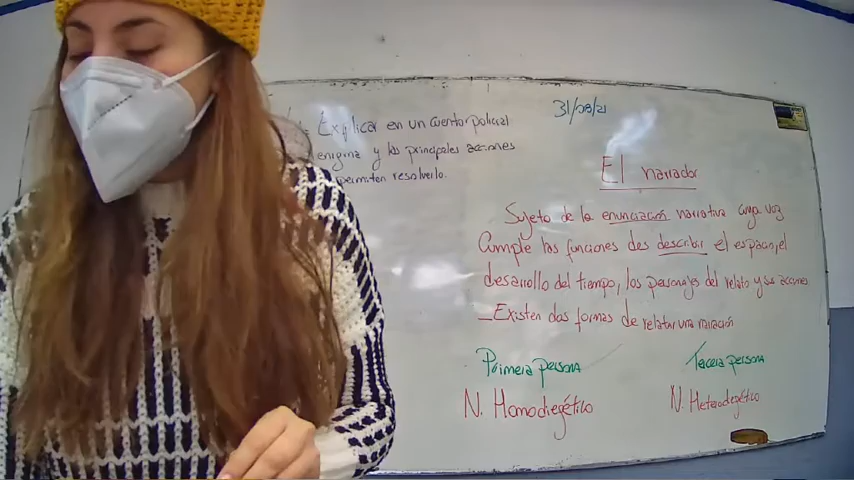 Explicar en un cuento policial
enigma y las principales acciones
permiten resolverlo.
31/08/21
El narrador
Sujeto de la enunciación narrativa cuya voz
Cumple las funciones des describir el espacio, el
desarrollo del tiempo, los personajes del relato y sus acciones
_Existen dos formas de relatar una narración
Primera persona
Tercera persona
N. Homodiegético
N. Heterodiegético